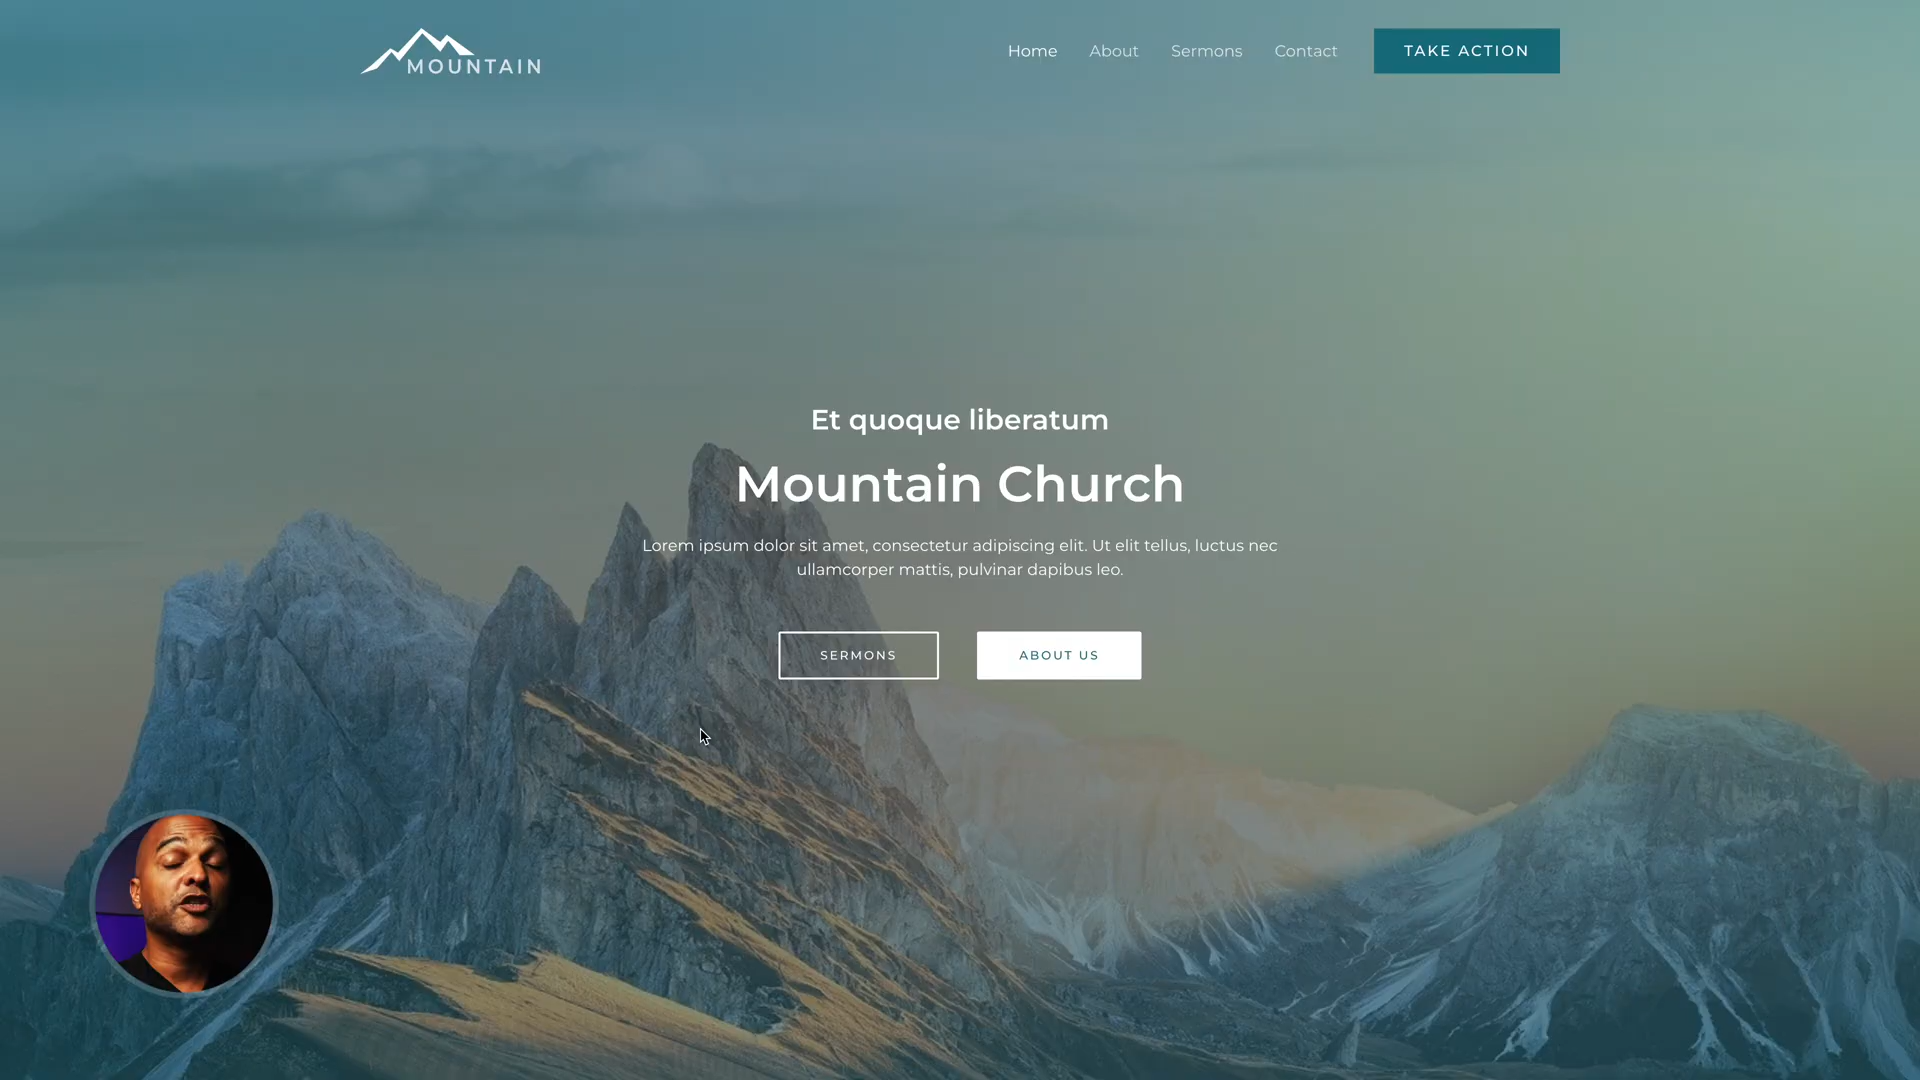 MOUNTAIN
Home About Sermons Contact TAKE ACTION
Et quoque liberatum
Mountain Church
Lorem ipsum dolor sit amet, consectetur adipiscing elit. Ut elit tellus, luctus nec
ullamcorper mattis, pulvinar dapibus leo.
SERMONS ABOUT US